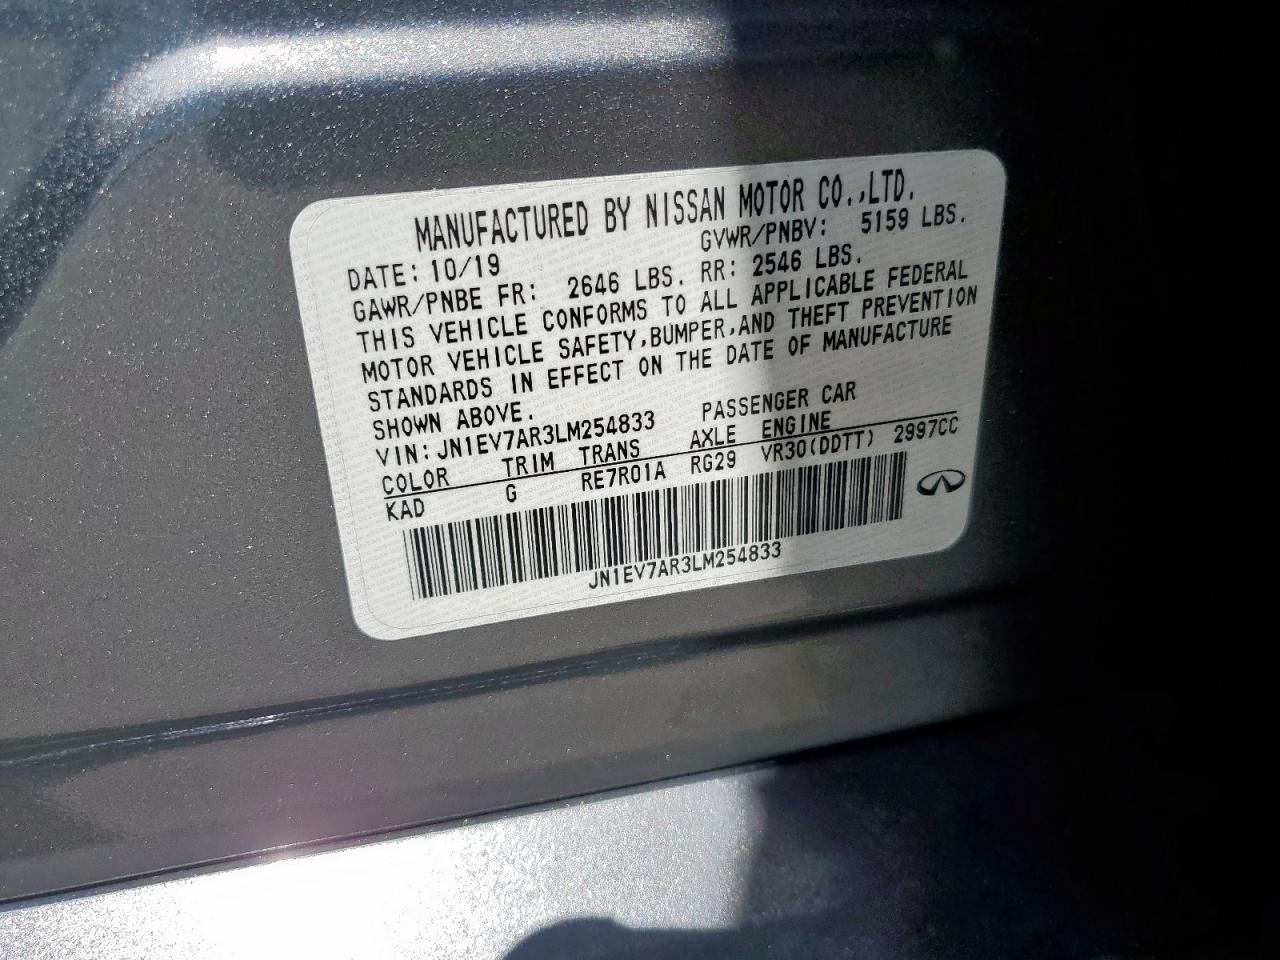 MANUFACTURED BY NISSAN MOTOR CO.,LTD.
DATE: 10/19 GVWR/PNBV: 5159 LBS.
GAWR/PNBE FR: 2646 LBS. RR: 2546 LBS.
THIS VEHICLE CONFORMS TO ALL APPLICABLE FEDERAL
MOTOR VEHICLE SAFETY,BUMPER,AND THEFT PREVENTION
STANDARDS IN EFFECT ON THE DATE OF MANUFACTURE
SHOWN ABOVE.
VIN: JN1EV7AR3LM254833 PASSENGER CAR
COLOR TRIM TRANS AXLE ENGINE
KAD G RE7R01A RG29 VR30(DDTT) 2997CC
JN1EV7AR3LM254833